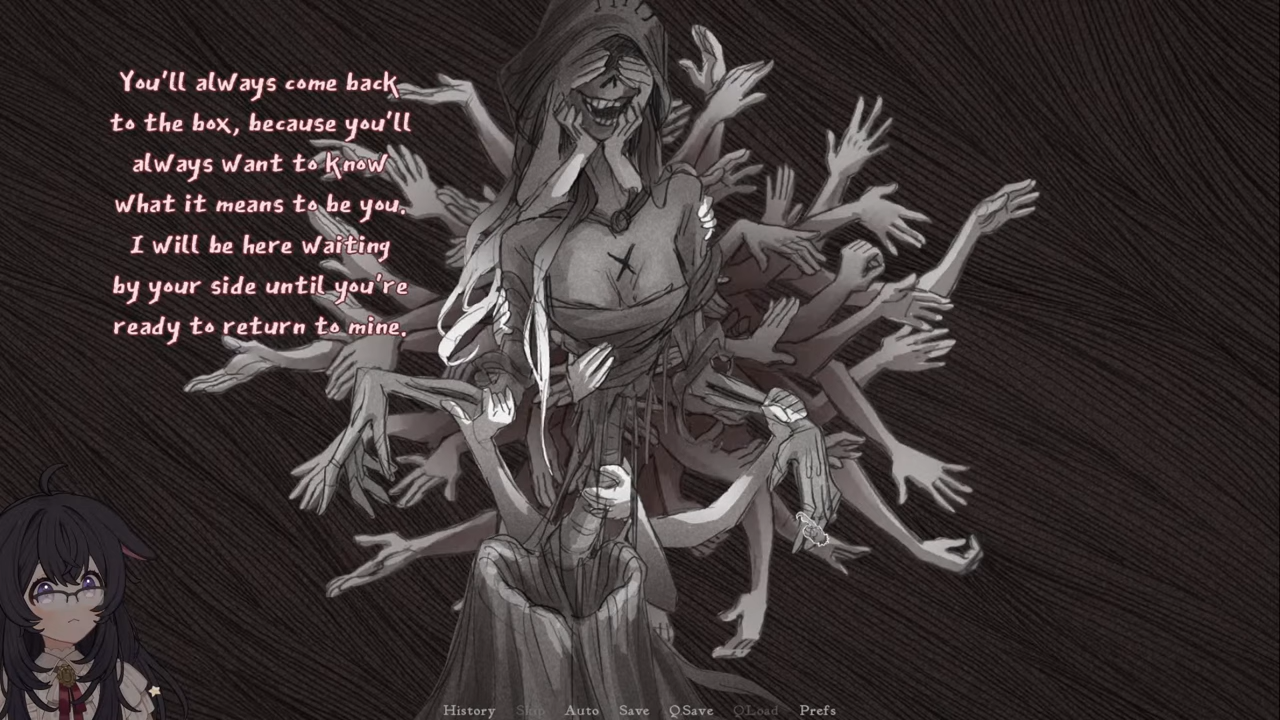 You'll always come back
to the box, because you'll
always want to know
what it means to be you.
I will be here waiting
by your side until you're
ready to return to mine.
History Skip Auto Save Q.Save Q.Load Prefs